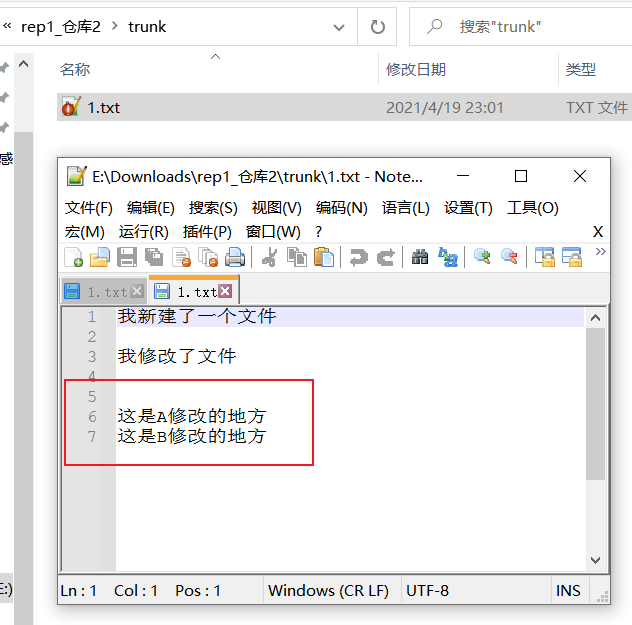 « rep1_仓库2 › trunk
搜索"trunk"
名称 修改日期 类型
1.txt 2021/4/19 23:01 TXT 文件
感
E:\Downloads\rep1_仓库2\trunk\1.txt - Note...
文件(F) 编辑(E) 搜索(S) 视图(V) 编码(N) 语言(L) 设置(T) 工具(O)
宏(M) 运行(R) 插件(P) 窗口(W) ? X
1.txt 1.txt
1 我新建了一个文件
2
3 我修改了文件
4
5
6 这是A修改的地方
7 这是B修改的地方
E:)
Ln : 1 Col : 1 Pos : 1 Windows (CR LF) UTF-8 INS